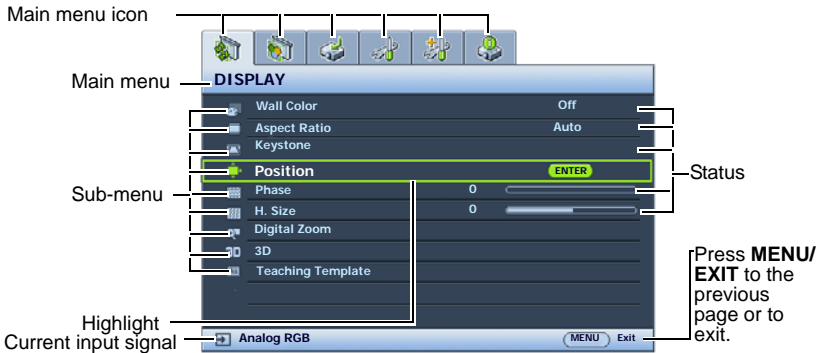 Main menu icon
Main menu
DISPLAY
Wall Color Off
Aspect Ratio Auto
Keystone
Position ENTER
Sub-menu
Status
Phase 0
H. Size 0
Digital Zoom
3D 3D
Teaching Template
Press MENU/
EXIT to the
previous
page or to
exit.
Highlight
Current input signal
Analog RGB MENU Exit